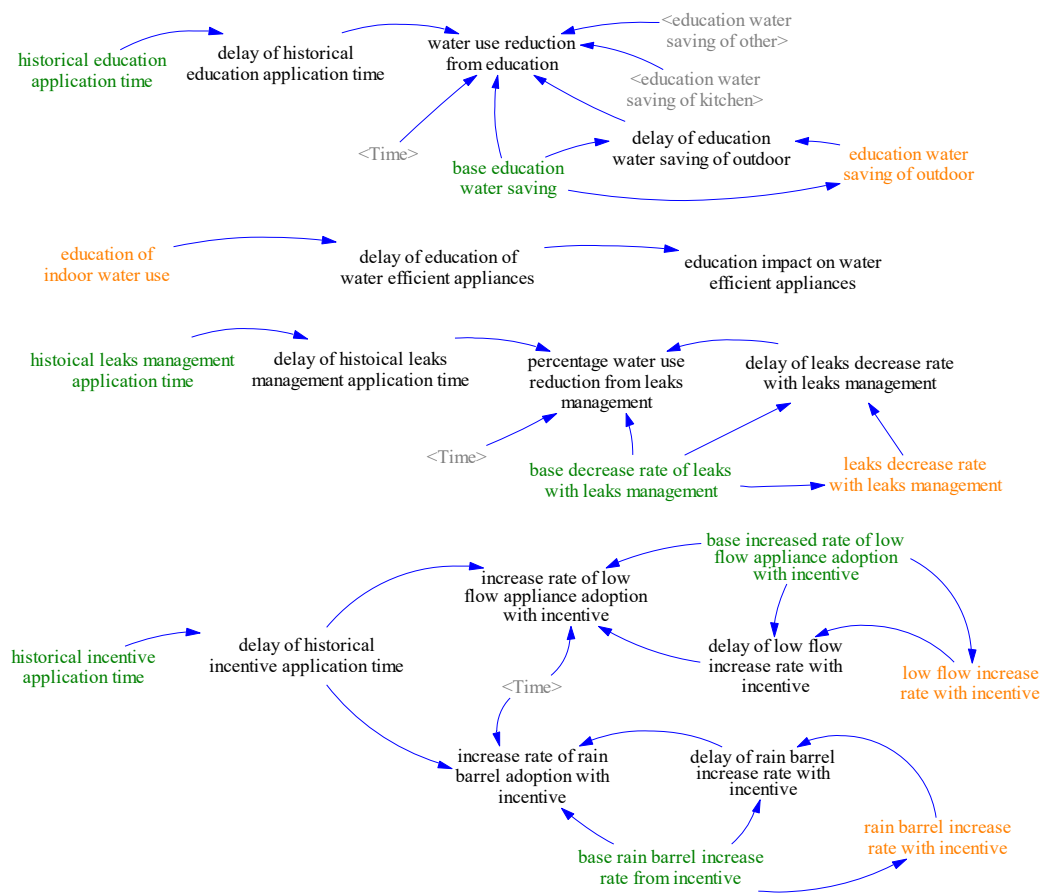 <education water
saving of other>
water use reduction
from education
historical education
application time
delay of historical
education application time
<education water
saving of kitchen>
<Time>
delay of education
water saving of outdoor
base education
water saving
education water
saving of outdoor
education of
indoor water use
delay of education of
water efficient appliances
education impact on water
efficient appliances
histoical leaks management
application time
delay of histoical leaks
management application time
percentage water use
reduction from leaks
management
delay of leaks decrease rate
with leaks management
<Time>
base decrease rate of leaks
with leaks management
leaks decrease rate
with leaks management
base increased rate of low
flow appliance adoption
with incentive
increase rate of low
flow appliance adoption
with incentive
historical incentive
application time
delay of historical
incentive application time
delay of low flow
increase rate with
incentive
low flow increase
rate with incentive
<Time>
increase rate of rain
barrel adoption with
incentive
delay of rain barrel
increase rate with
incentive
base rain barrel increase
rate from incentive
rain barrel increase
rate with incentive